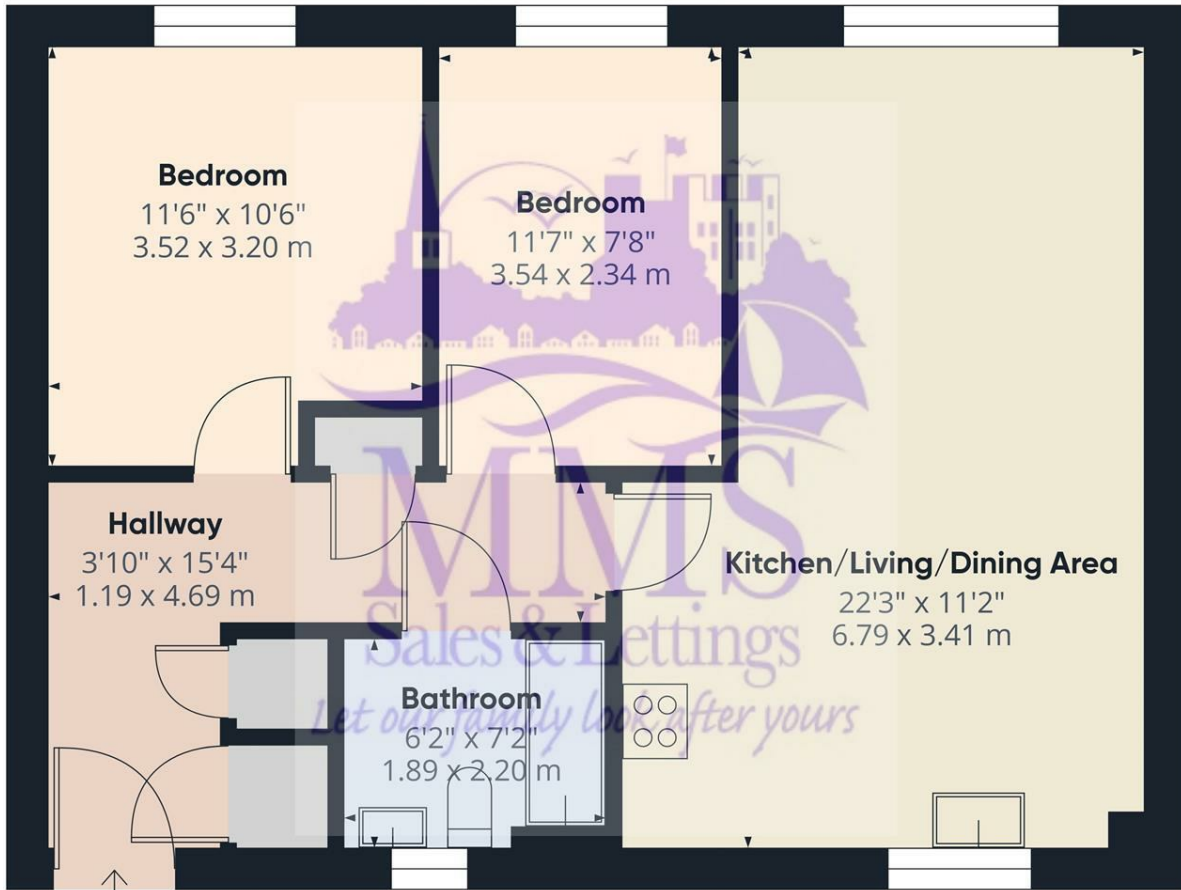 Bedroom
11'6" x 10'6"
3.52 x 3.20 m
Bedroom
11'7" x 7'8"
3.54 x 2.34 m
Hallway
3'10" x 15'4"
1.19 x 4.69 m
Kitchen/Living/Dining Area
22'3" x 11'2"
6.79 x 3.41 m
Bathroom
6'2" x 7'2"
1.89 x 2.20 m
MMS
Sales & Lettings
Let our family look after yours